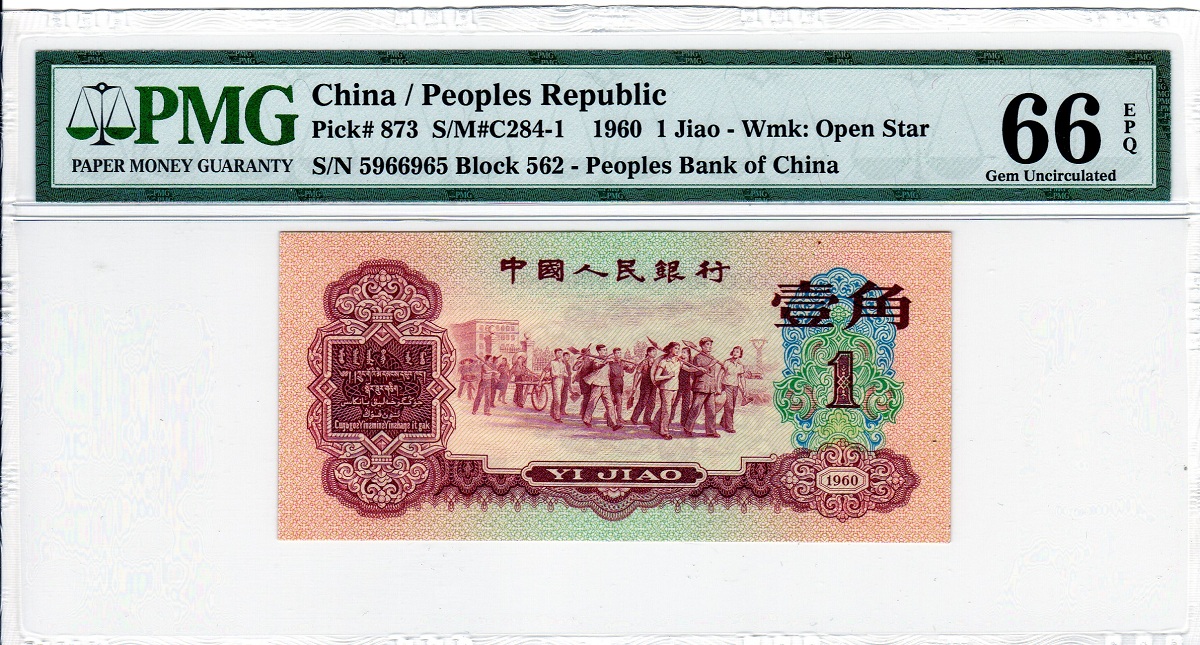 PMG
PAPER MONEY GUARANTY
China / Peoples Republic
Pick# 873 S/M#C284-1 1960 1 Jiao - Wmk: Open Star
S/N 5966965 Block 562 - Peoples Bank of China
66
EPQ
Gem Uncirculated
中國人民銀行
壹角
1
YI JIAO
1960